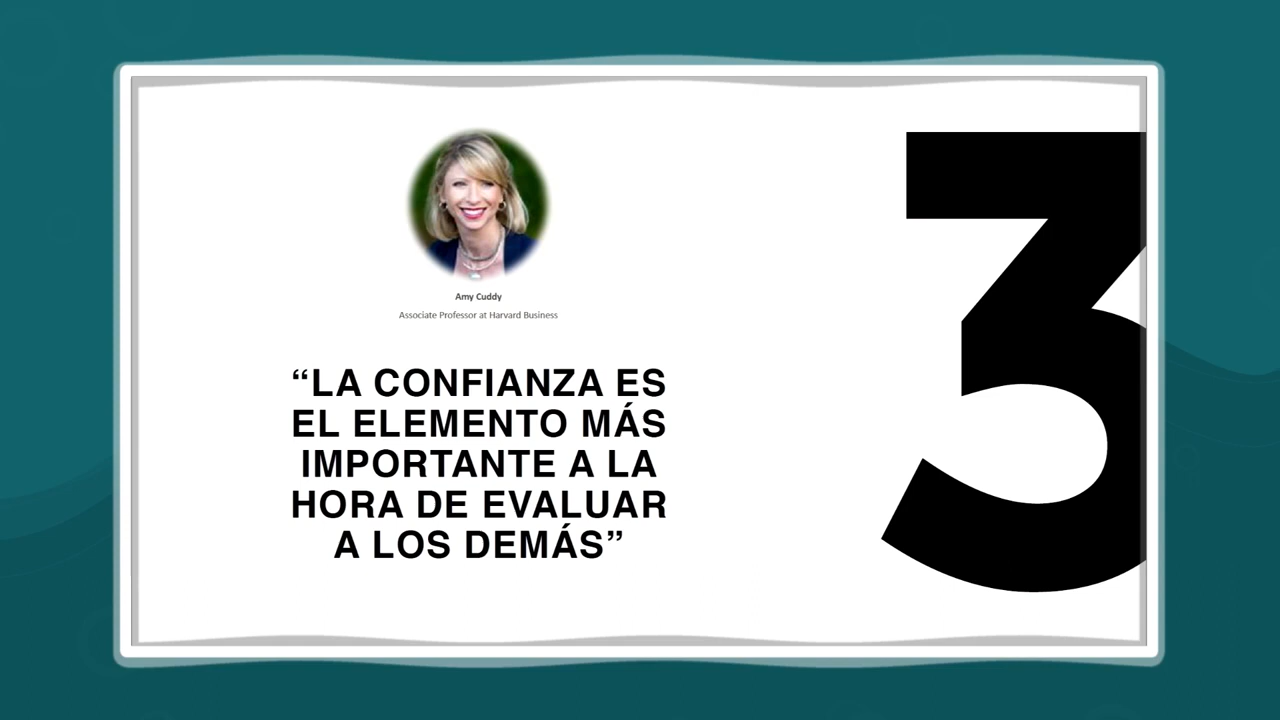 Amy Cuddy
Associate Professor at Harvard Business
“LA CONFIANZA ES
EL ELEMENTO MÁS
IMPORTANTE A LA
HORA DE EVALUAR
A LOS DEMÁS”
3